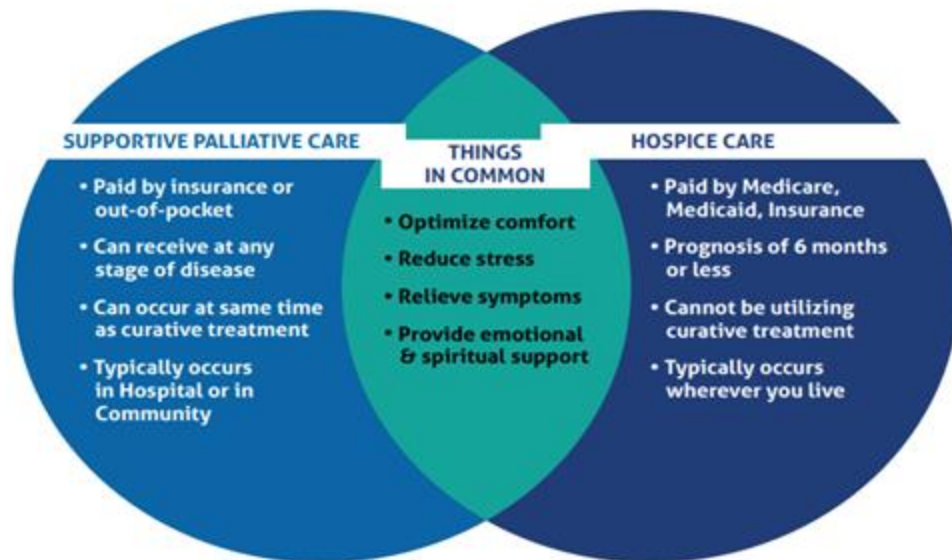 SUPPORTIVE PALLIATIVE CARE
• Paid by insurance or
out-of-pocket
• Can receive at any
stage of disease
• Can occur at same time
as curative treatment
• Typically occurs
in Hospital or in
Community
THINGS
IN COMMON
• Optimize comfort
• Reduce stress
• Relieve symptoms
• Provide emotional
& spiritual support
HOSPICE CARE
• Paid by Medicare,
Medicaid, Insurance
• Prognosis of 6 months
or less
• Cannot be utilizing
curative treatment
• Typically occurs
wherever you live